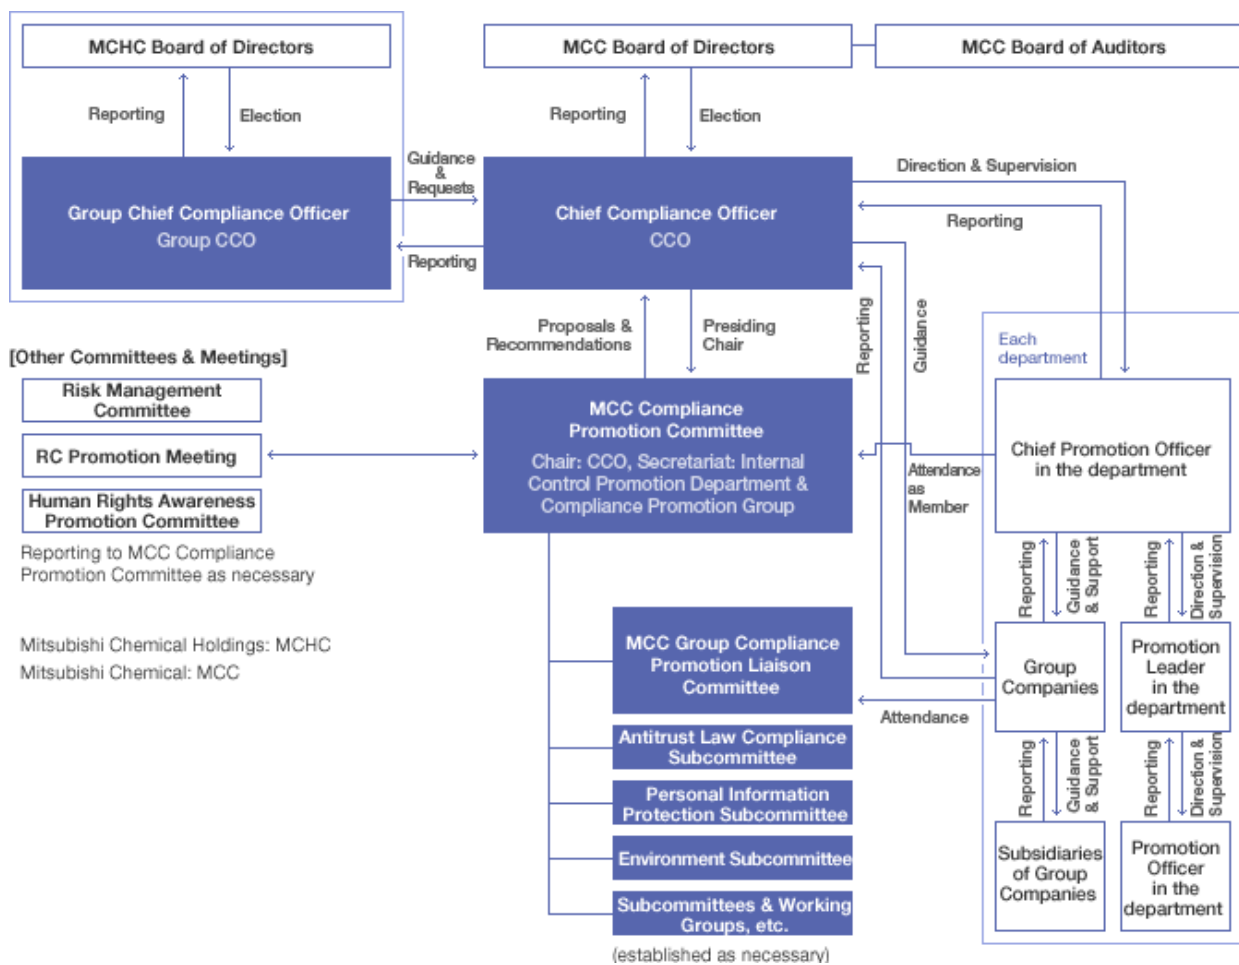 MCHC Board of Directors
MCC Board of Directors
MCC Board of Auditors
Reporting
Election
Reporting
Election
Guidance
&
Requests
Direction & Supervision
Group Chief Compliance Officer
Group CCO
Chief Compliance Officer
CCO
Reporting
Reporting
Reporting
Guidance
Proposals &
Recommendations
Presiding
Chair
Each
department
[Other Committees & Meetings]
Risk Management
Committee
RC Promotion Meeting
Human Rights Awareness
Promotion Committee
Reporting to MCC Compliance
Promotion Committee as necessary
MCC Compliance
Promotion Committee
Chair: CCO, Secretariat: Internal
Control Promotion Department &
Compliance Promotion Group
Attendance
as
Member
Chief Promotion Officer
in the department
Reporting
Guidance
& Support
Reporting
Direction &
Supervision
Mitsubishi Chemical Holdings: MCHC
Mitsubishi Chemical: MCC
MCC Group Compliance
Promotion Liaison
Committee
Attendance
Group
Companies
Promotion
Leader
in the
department
Antitrust Law Compliance
Subcommittee
Personal Information
Protection Subcommittee
Environment Subcommittee
Subcommittees & Working
Groups, etc.
(established as necessary)
Reporting
Guidance
& Support
Reporting
Direction &
Supervision
Subsidiaries
of Group
Companies
Promotion
Officer
in the
department